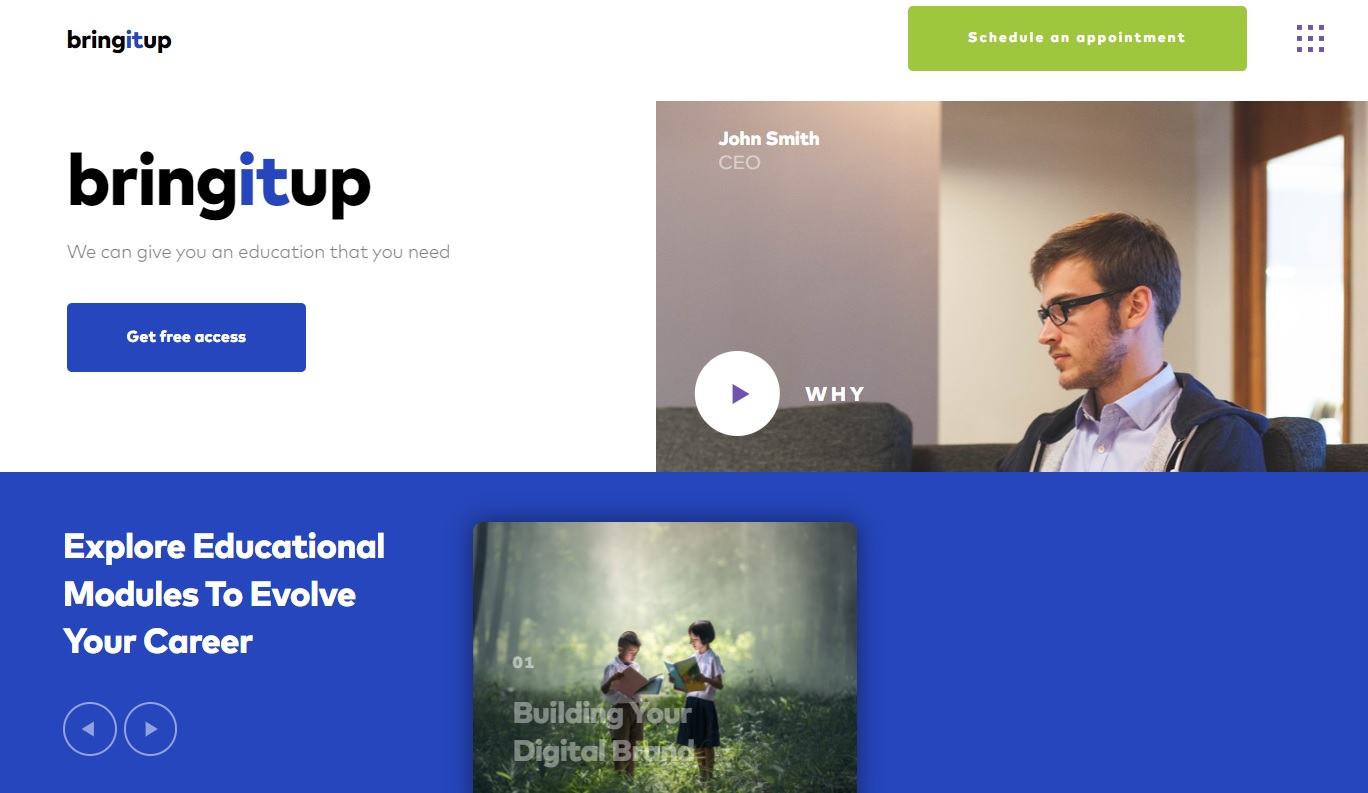 bringitup
Schedule an appointment
John Smith
CEO
bringitup
We can give you an education that you need
Get free access
WHY
Explore Educational
Modules To Evolve
Your Career
01
Building Your
Digital Brand